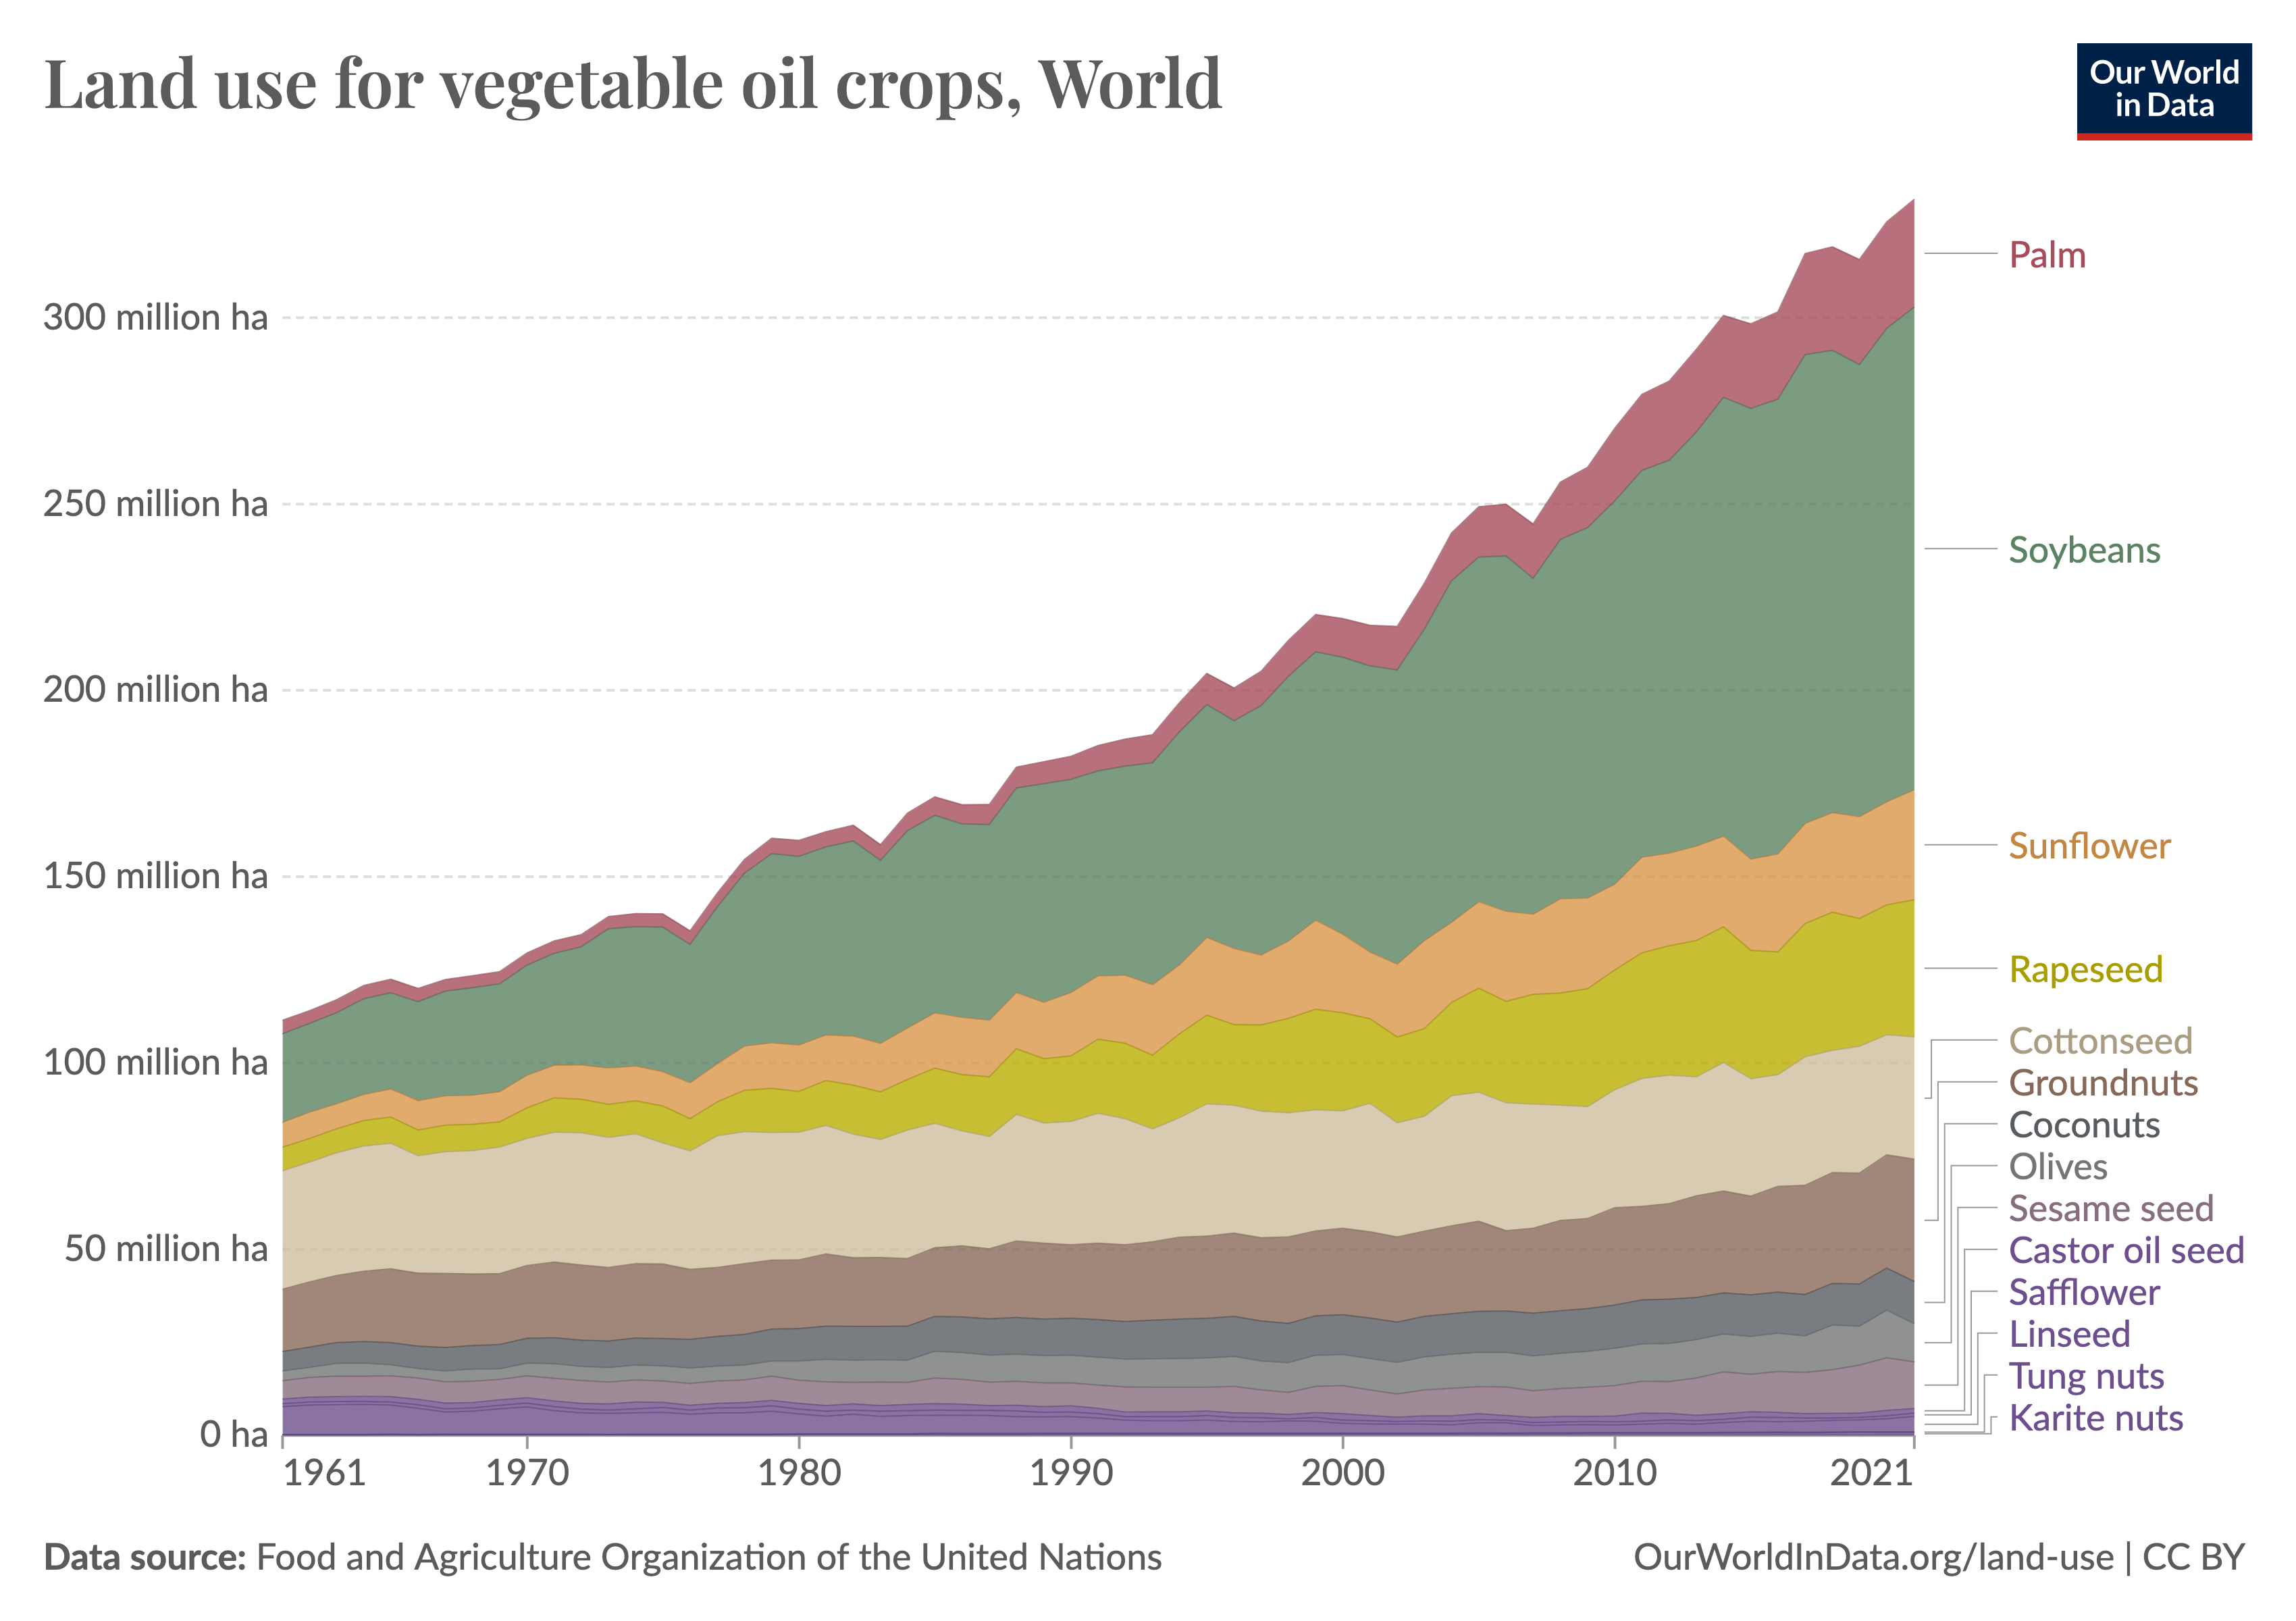 Land use for vegetable oil crops, World
Our World
in Data
300 million ha
250 million ha
200 million ha
150 million ha
100 million ha
50 million ha
0 ha
Palm
Soybeans
Sunflower
Rapeseed
Cottonseed
Groundnuts
Coconuts
Olives
Sesame seed
Castor oil seed
Safflower
Linseed
Tung nuts
Karite nuts
1961 1970 1980 1990 2000 2010 2021
Data source: Food and Agriculture Organization of the United Nations
OurWorldInData.org/land-use | CC BY